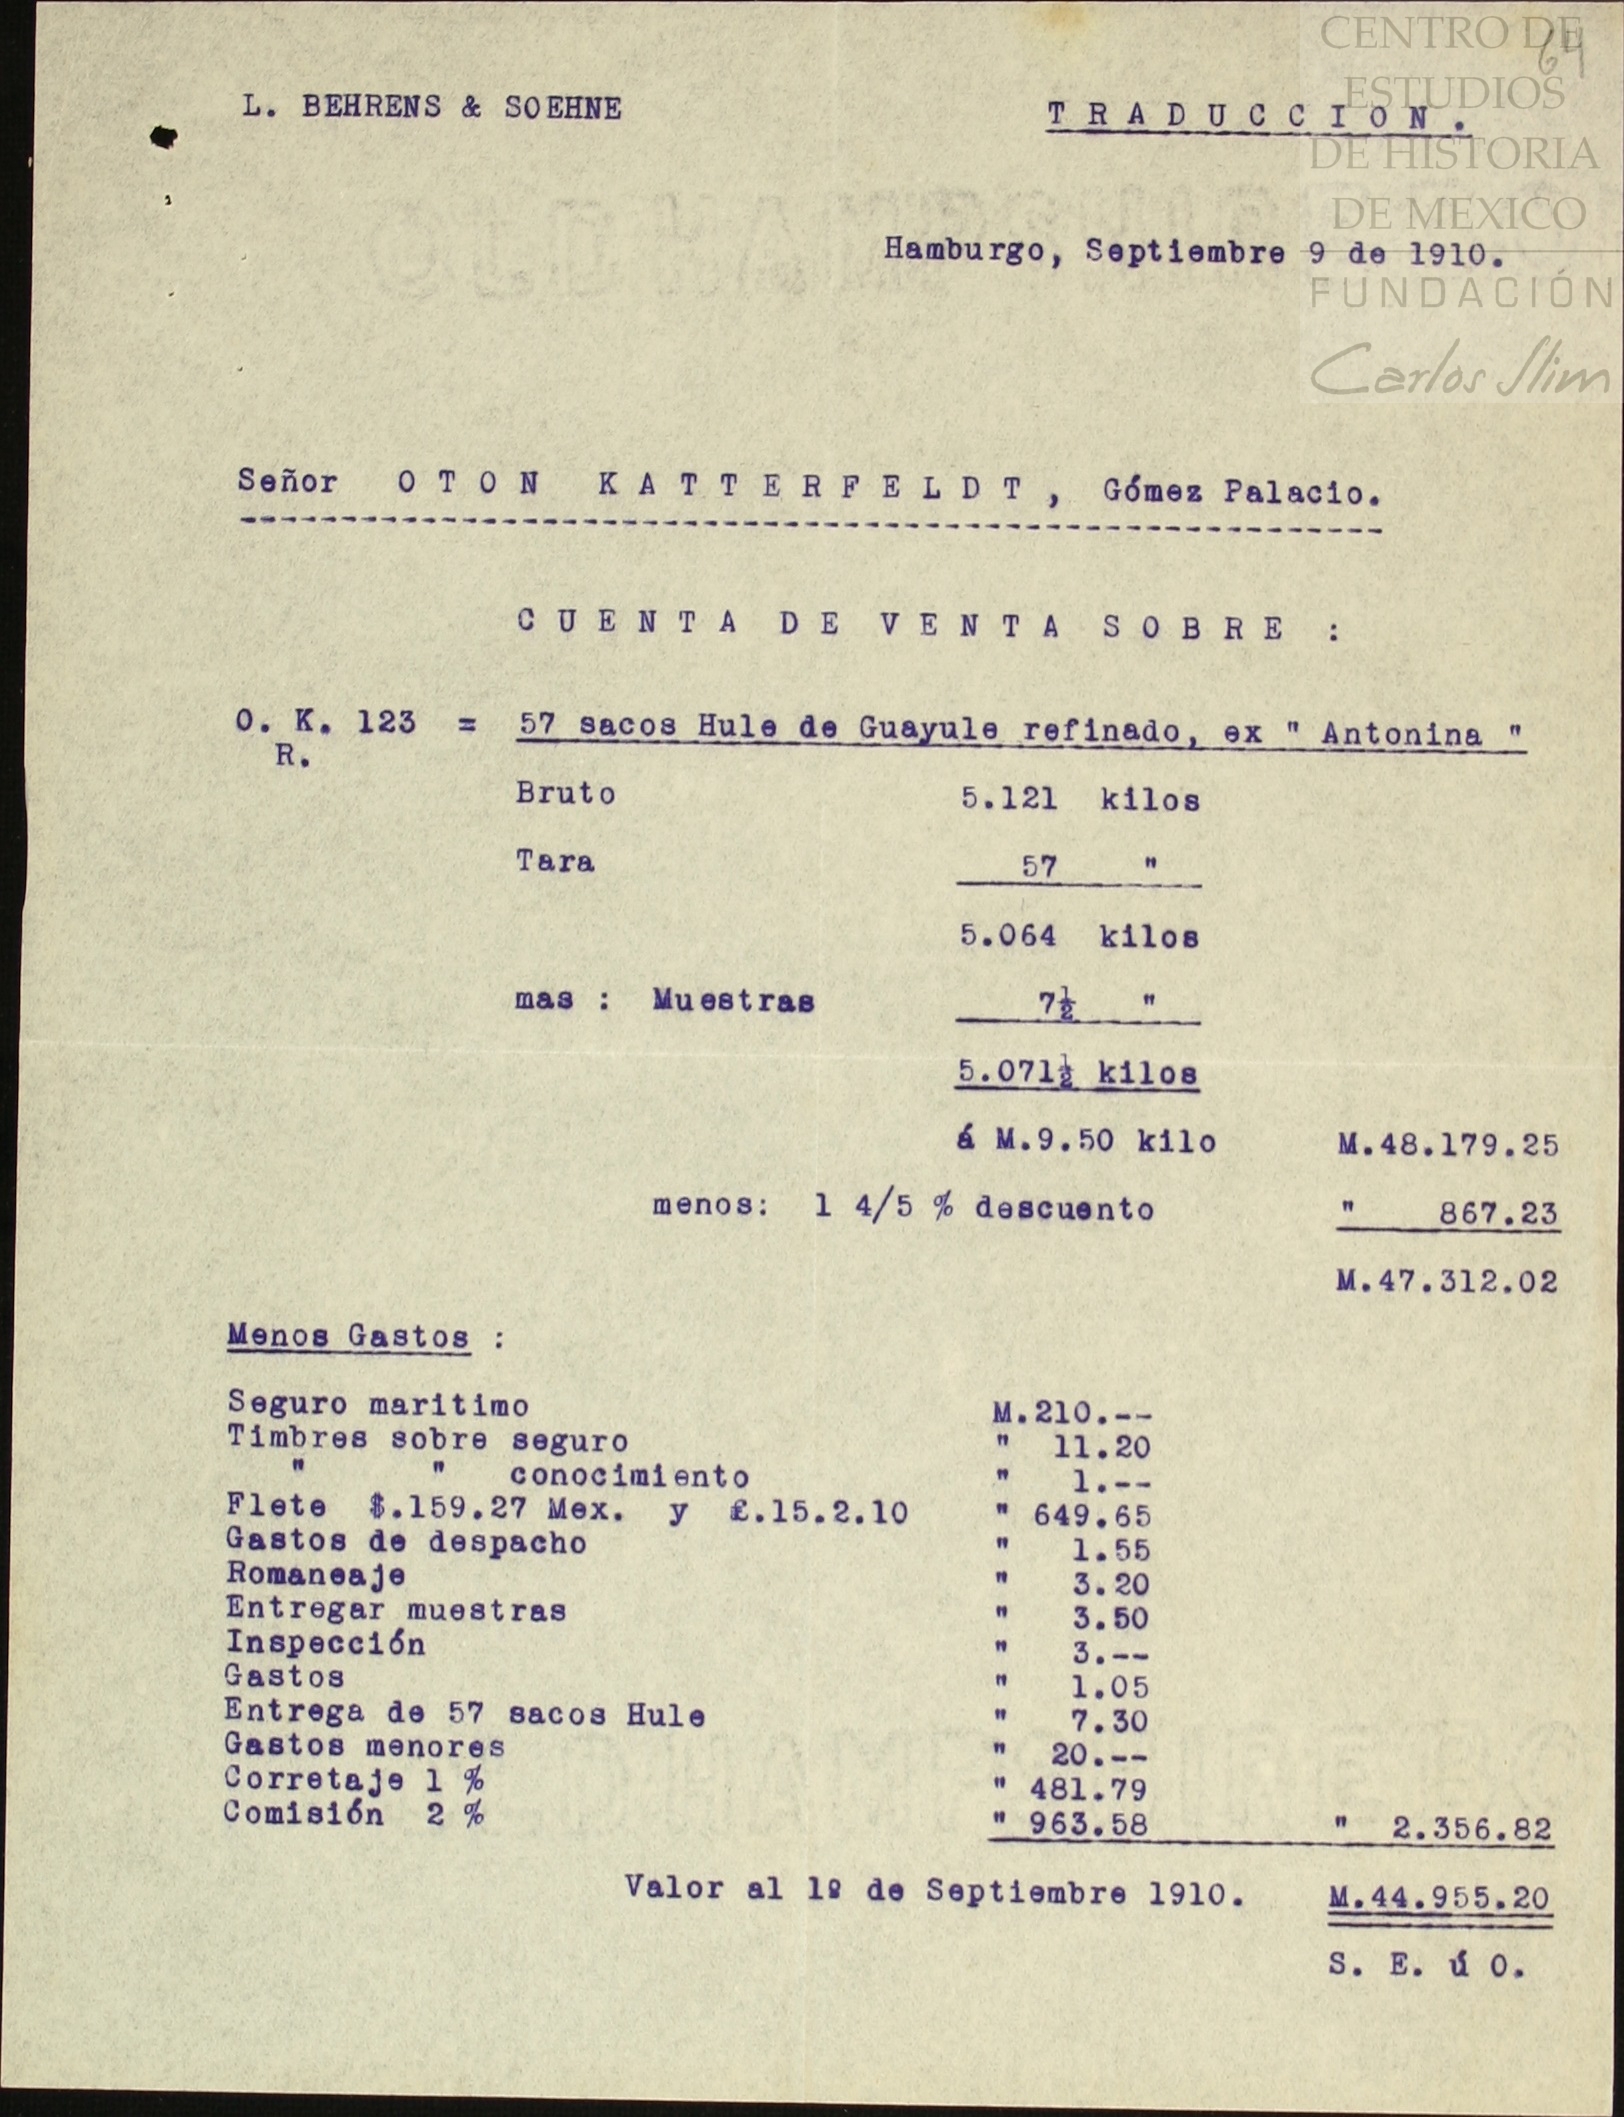 CENTRO DE
64
ESTUDIOS
DE HISTORIA
DE MEXICO
FUNDACIÓN
Carlos Slim
L. BEHRENS & SOEHNE
TRADUCCION.
Hamburgo, Septiembre 9 de 1910.
Señor OTON KATTERFELDT, Gómez Palacio.
CUENTA DE VENTA SOBRE :
O. K. 123 = 57 sacos Hule de Guayule refinado, ex " Antonina "
R.
Bruto 5.121 kilos
Tara 57 "
5.064 kilos
mas : Muestras 7½ "
5.071½ kilos
á M.9.50 kilo M.48.179.25
menos: 1 4/5 % descuento " 867.23
M.47.312.02
Menos Gastos :
Seguro maritimo M.210.--
Timbres sobre seguro " 11.20
" " conocimiento " 1.--
Flete $.159.27 Mex. y £.15.2.10 " 649.65
Gastos de despacho " 1.55
Romaneaje " 3.20
Entregar muestras " 3.50
Inspección " 3.--
Gastos " 1.05
Entrega de 57 sacos Hule " 7.30
Gastos menores " 20.--
Corretaje 1 % " 481.79
Comisión 2 % " 963.58 " 2.356.82
Valor al 1º de Septiembre 1910. M.44.955.20
S. E. ú O.